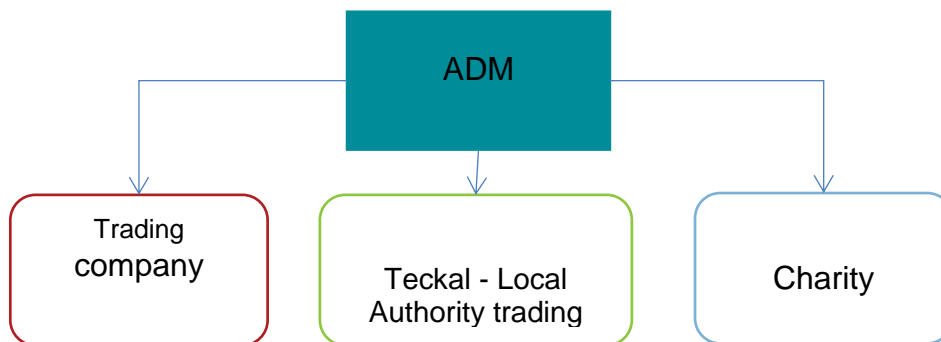 ADM
Trading
company
Teckal - Local
Authority trading
Charity